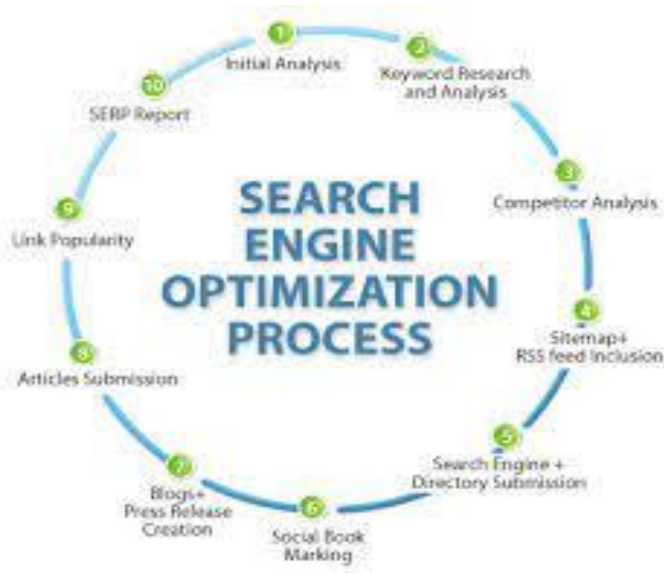 1
Initial Analysis
2
Keyword Research
and Analysis
3
Competitor Analysis
4
Sitemap+
RSS feed Inclusion
5
Search Engine +
Directory Submission
6
Social Book
Marking
7
Blogs+
Press Release
Creation
8
Articles Submission
9
Link Popularity
10
SERP Report
SEARCH
ENGINE
OPTIMIZATION
PROCESS